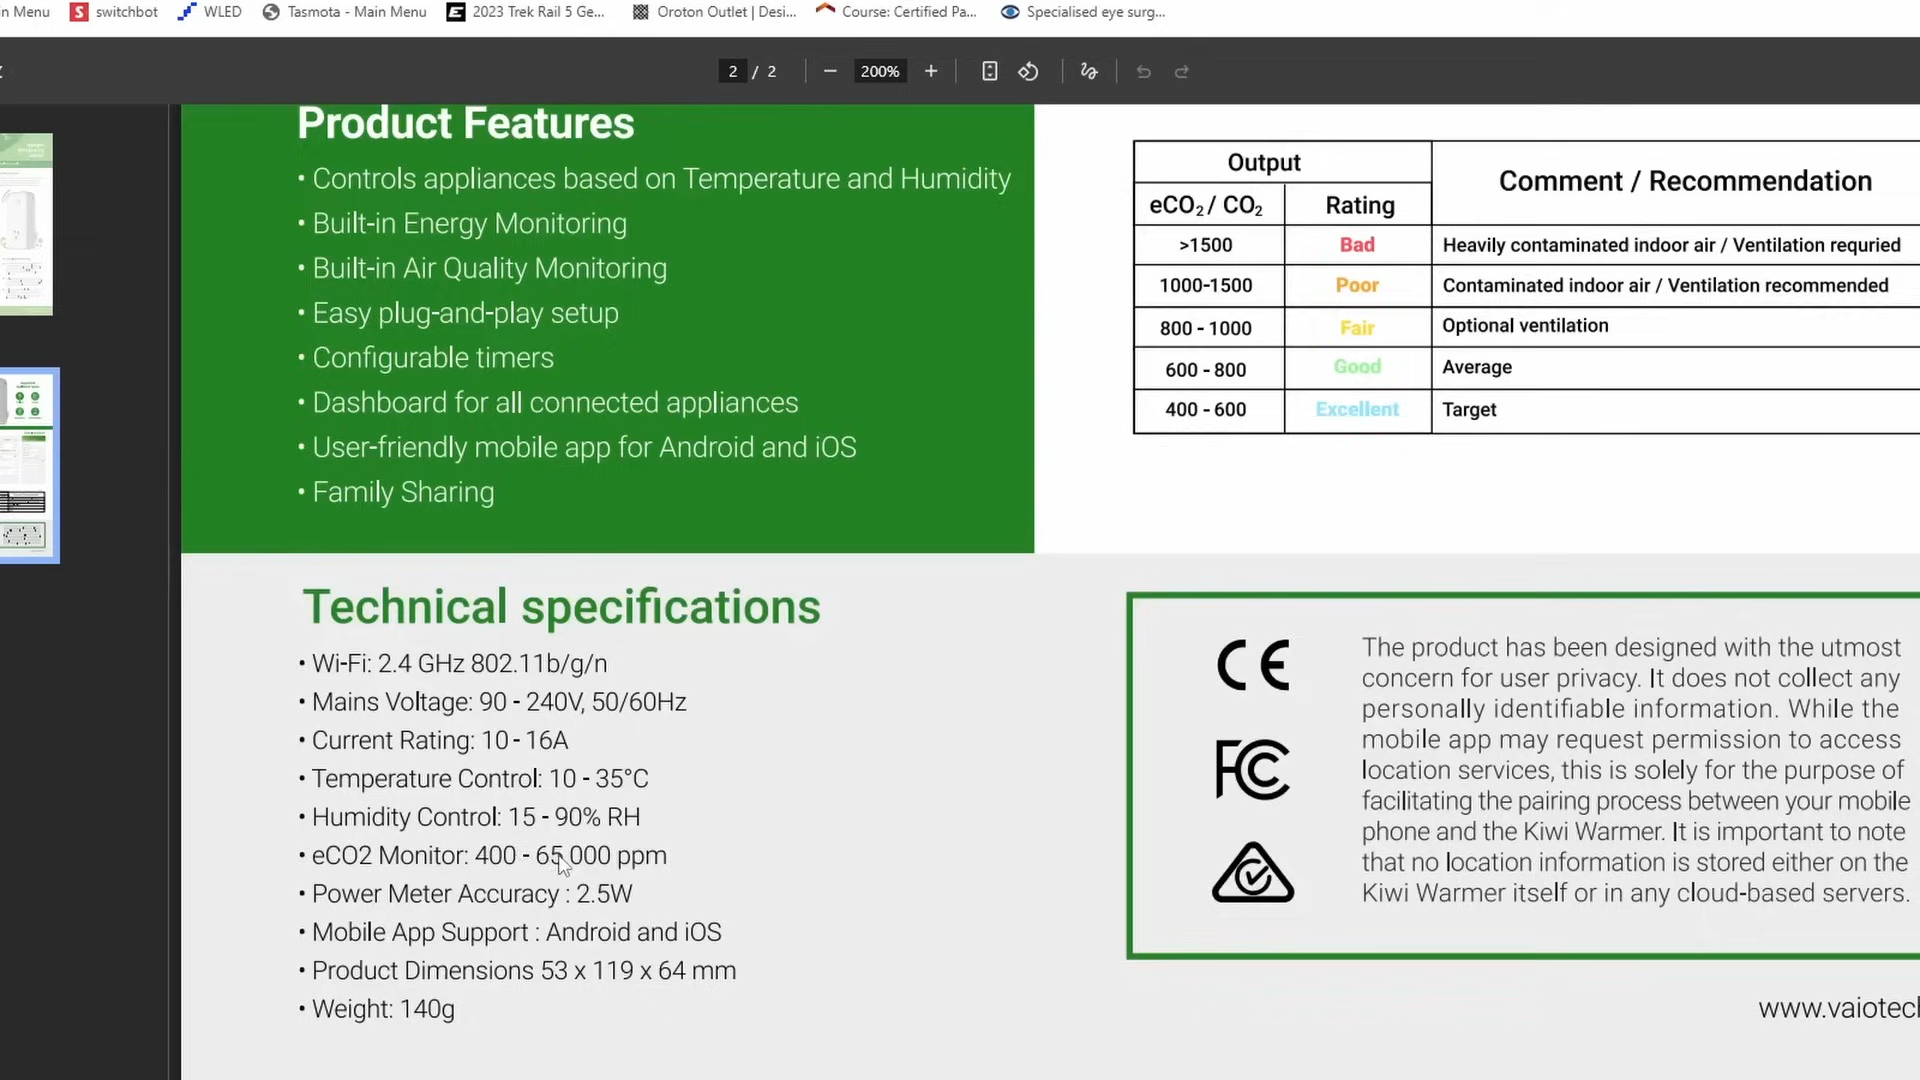 in Menu
switchbot
WLED
Tasmota - Main Menu
2023 Trek Rail 5 Ge...
Oroton Outlet | Desi...
Course: Certified Pa...
Specialised eye surg...
2 / 2
200%
Product Features
• Controls appliances based on Temperature and Humidity
• Built-in Energy Monitoring
• Built-in Air Quality Monitoring
• Easy plug-and-play setup
• Configurable timers
• Dashboard for all connected appliances
• User-friendly mobile app for Android and iOS
• Family Sharing
Output
Comment / Recommendation
eCO₂ / CO₂
Rating
>1500 Bad Heavily contaminated indoor air / Ventilation requried
1000-1500 Poor Contaminated indoor air / Ventilation recommended
800 - 1000 Fair Optional ventilation
600 - 800 Good Average
400 - 600 Excellent Target
Technical specifications
• Wi-Fi: 2.4 GHz 802.11b/g/n
• Mains Voltage: 90 - 240V, 50/60Hz
• Current Rating: 10 - 16A
• Temperature Control: 10 - 35°C
• Humidity Control: 15 - 90% RH
• eCO2 Monitor: 400 - 65,000 ppm
• Power Meter Accuracy : 2.5W
• Mobile App Support : Android and iOS
• Product Dimensions 53 x 119 x 64 mm
• Weight: 140g
CE
FC
The product has been designed with the utmost
concern for user privacy. It does not collect any
personally identifiable information. While the
mobile app may request permission to access
location services, this is solely for the purpose of
facilitating the pairing process between your mobile
phone and the Kiwi Warmer. It is important to note
that no location information is stored either on the
Kiwi Warmer itself or in any cloud-based servers.
www.vaiotech